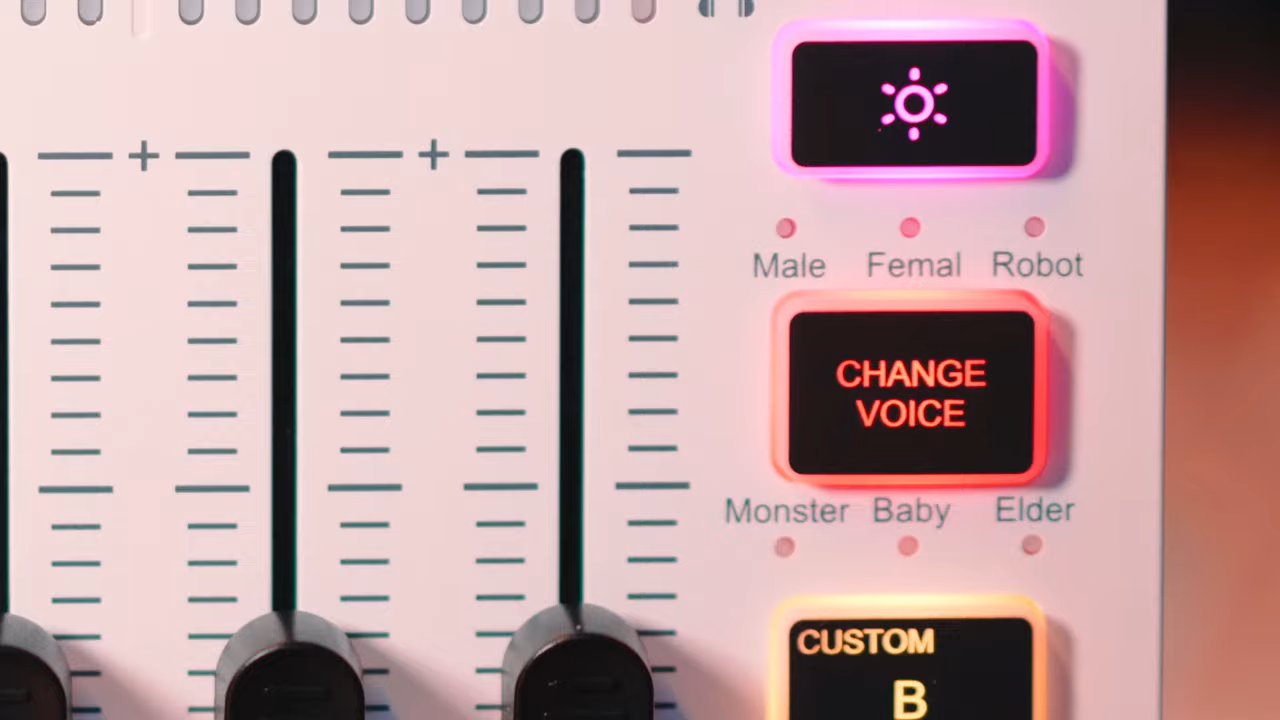 + +
Male Femal Robot
CHANGE
VOICE
Monster Baby Elder
CUSTOM
B